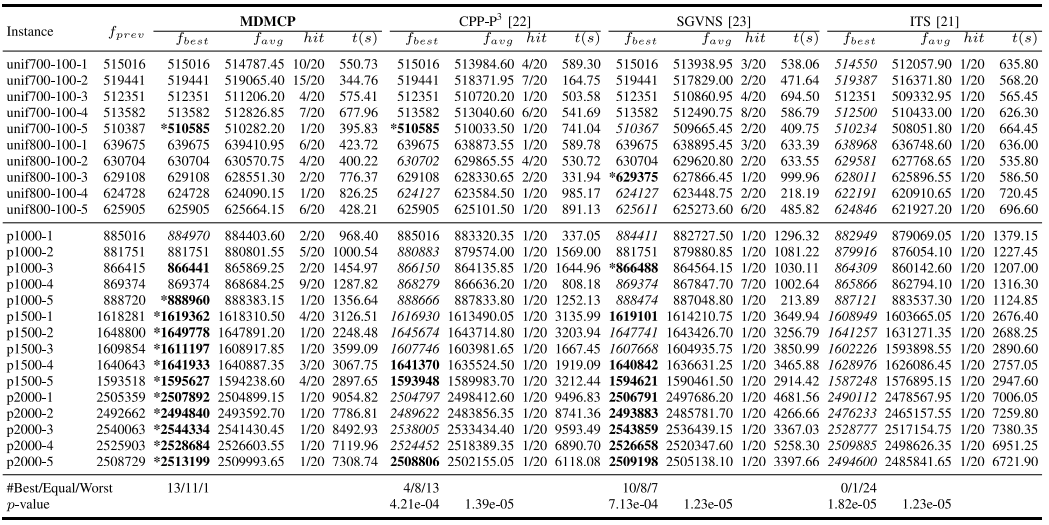 MDMCP CPP-P³ [22] SGVNS [23] ITS [21]
Instance f_prev f_best f_avg hit t(s) f_best f_avg hit t(s) f_best f_avg hit t(s) f_best f_avg hit t(s)
unif700-100-1 515016 515016 514787.45 10/20 550.73 515016 513984.60 4/20 589.30 515016 513938.95 3/20 538.06 514550 512057.90 1/20 635.80
unif700-100-2 519441 519441 519065.40 15/20 344.76 519441 518371.95 7/20 164.75 519441 517829.00 2/20 471.64 519387 516371.80 1/20 568.20
unif700-100-3 512351 512351 511206.20 4/20 575.41 512351 510720.20 1/20 503.58 512351 510860.95 4/20 694.50 512351 509332.95 1/20 565.45
unif700-100-4 513582 513582 512826.85 7/20 677.96 513582 513040.60 6/20 541.69 513582 512490.75 8/20 586.79 512500 510433.00 1/20 626.30
unif700-100-5 510387 *510585 510282.20 1/20 395.83 *510585 510033.50 1/20 741.04 510367 509665.45 2/20 409.75 510234 508051.80 1/20 664.45
unif800-100-1 639675 639675 639410.95 6/20 423.72 639675 638873.55 1/20 589.78 639675 638895.45 3/20 633.39 638968 636748.60 1/20 636.00
unif800-100-2 630704 630704 630570.75 4/20 400.22 630702 629865.55 4/20 530.72 630704 629620.80 2/20 633.55 629581 627768.65 1/20 535.80
unif800-100-3 629108 629108 628551.30 2/20 776.37 629108 628330.65 2/20 331.94 *629375 627866.45 1/20 999.96 628011 625896.55 1/20 586.50
unif800-100-4 624728 624728 624090.15 1/20 826.25 624127 623584.50 1/20 985.17 624127 623448.75 2/20 218.19 622191 620910.65 1/20 720.45
unif800-100-5 625905 625905 625664.15 6/20 428.21 625905 625101.50 1/20 891.13 625611 625273.60 6/20 485.82 624846 621927.20 1/20 696.60
p1000-1 885016 884970 884403.60 2/20 968.40 885016 883320.35 1/20 337.05 884411 882727.50 1/20 1296.32 882949 879069.05 1/20 1379.15
p1000-2 881751 881751 880801.55 5/20 1000.54 880883 879574.00 1/20 1569.00 881751 879880.85 1/20 1081.22 879916 876054.10 1/20 1227.45
p1000-3 866415 866441 865869.25 2/20 1454.97 866150 864135.85 1/20 1644.96 *866488 864564.15 1/20 1030.11 864309 860142.60 1/20 1207.00
p1000-4 869374 869374 868684.25 9/20 1287.82 868279 866636.20 1/20 808.18 869374 867847.70 7/20 1002.64 865866 862794.10 1/20 1316.30
p1000-5 888720 *888960 888383.15 1/20 1356.64 888666 887833.80 1/20 1252.13 888474 887048.80 1/20 213.89 887121 883537.30 1/20 1124.85
p1500-1 1618281 *1619362 1618310.50 4/20 3126.51 1616930 1613490.05 1/20 3135.99 1619101 1614210.75 1/20 3649.94 1608949 1603665.05 1/20 2676.40
p1500-2 1648800 *1649778 1647891.20 1/20 2248.48 1645674 1643714.80 1/20 3203.94 1647741 1643426.70 1/20 3256.79 1641257 1631271.35 1/20 2688.25
p1500-3 1609854 *1611197 1608917.85 1/20 3599.09 1607746 1603981.65 1/20 1667.45 1607668 1604935.75 1/20 3850.99 1602226 1593898.55 1/20 2890.60
p1500-4 1640643 *1641933 1640887.35 3/20 3067.75 1641370 1635524.50 1/20 1919.09 1640842 1636631.25 1/20 3465.88 1628976 1626086.45 1/20 2757.05
p1500-5 1593518 *1595627 1594238.60 4/20 2897.65 1593948 1589983.70 1/20 3212.44 1594621 1590461.50 1/20 2914.42 1587248 1576895.15 1/20 2947.60
p2000-1 2505359 *2507892 2504899.15 1/20 9054.82 2504797 2498412.60 1/20 9496.83 2506791 2497686.20 1/20 4681.56 2490112 2478567.95 1/20 7006.05
p2000-2 2492662 *2494840 2493592.70 1/20 7786.81 2489622 2483856.35 1/20 8741.36 2493883 2485781.70 1/20 4266.66 2476233 2465157.55 1/20 7259.80
p2000-3 2540063 *2544334 2541430.45 1/20 8492.93 2538005 2533434.40 1/20 9593.49 2543859 2536439.15 1/20 3367.03 2528777 2517154.75 1/20 7380.35
p2000-4 2525903 *2528684 2526603.55 1/20 7119.96 2524452 2518389.35 1/20 6890.70 2526658 2520347.60 1/20 5258.30 2509885 2498626.35 1/20 6951.25
p2000-5 2508729 *2513199 2509993.65 1/20 7308.74 2508806 2502155.05 1/20 6118.08 2509198 2505138.10 1/20 3397.66 2494600 2485841.65 1/20 6721.90
#Best/Equal/Worst 13/11/1 4/8/13 10/8/7 0/1/24
p-value 4.21e-04 1.39e-05 7.13e-04 1.23e-05 1.82e-05 1.23e-05